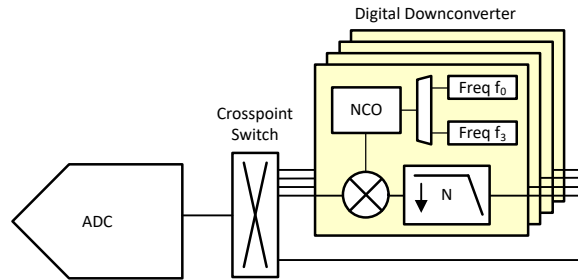 Digital Downconverter
Crosspoint
Switch
NCO
Freq f₀
Freq f₃
ADC
N